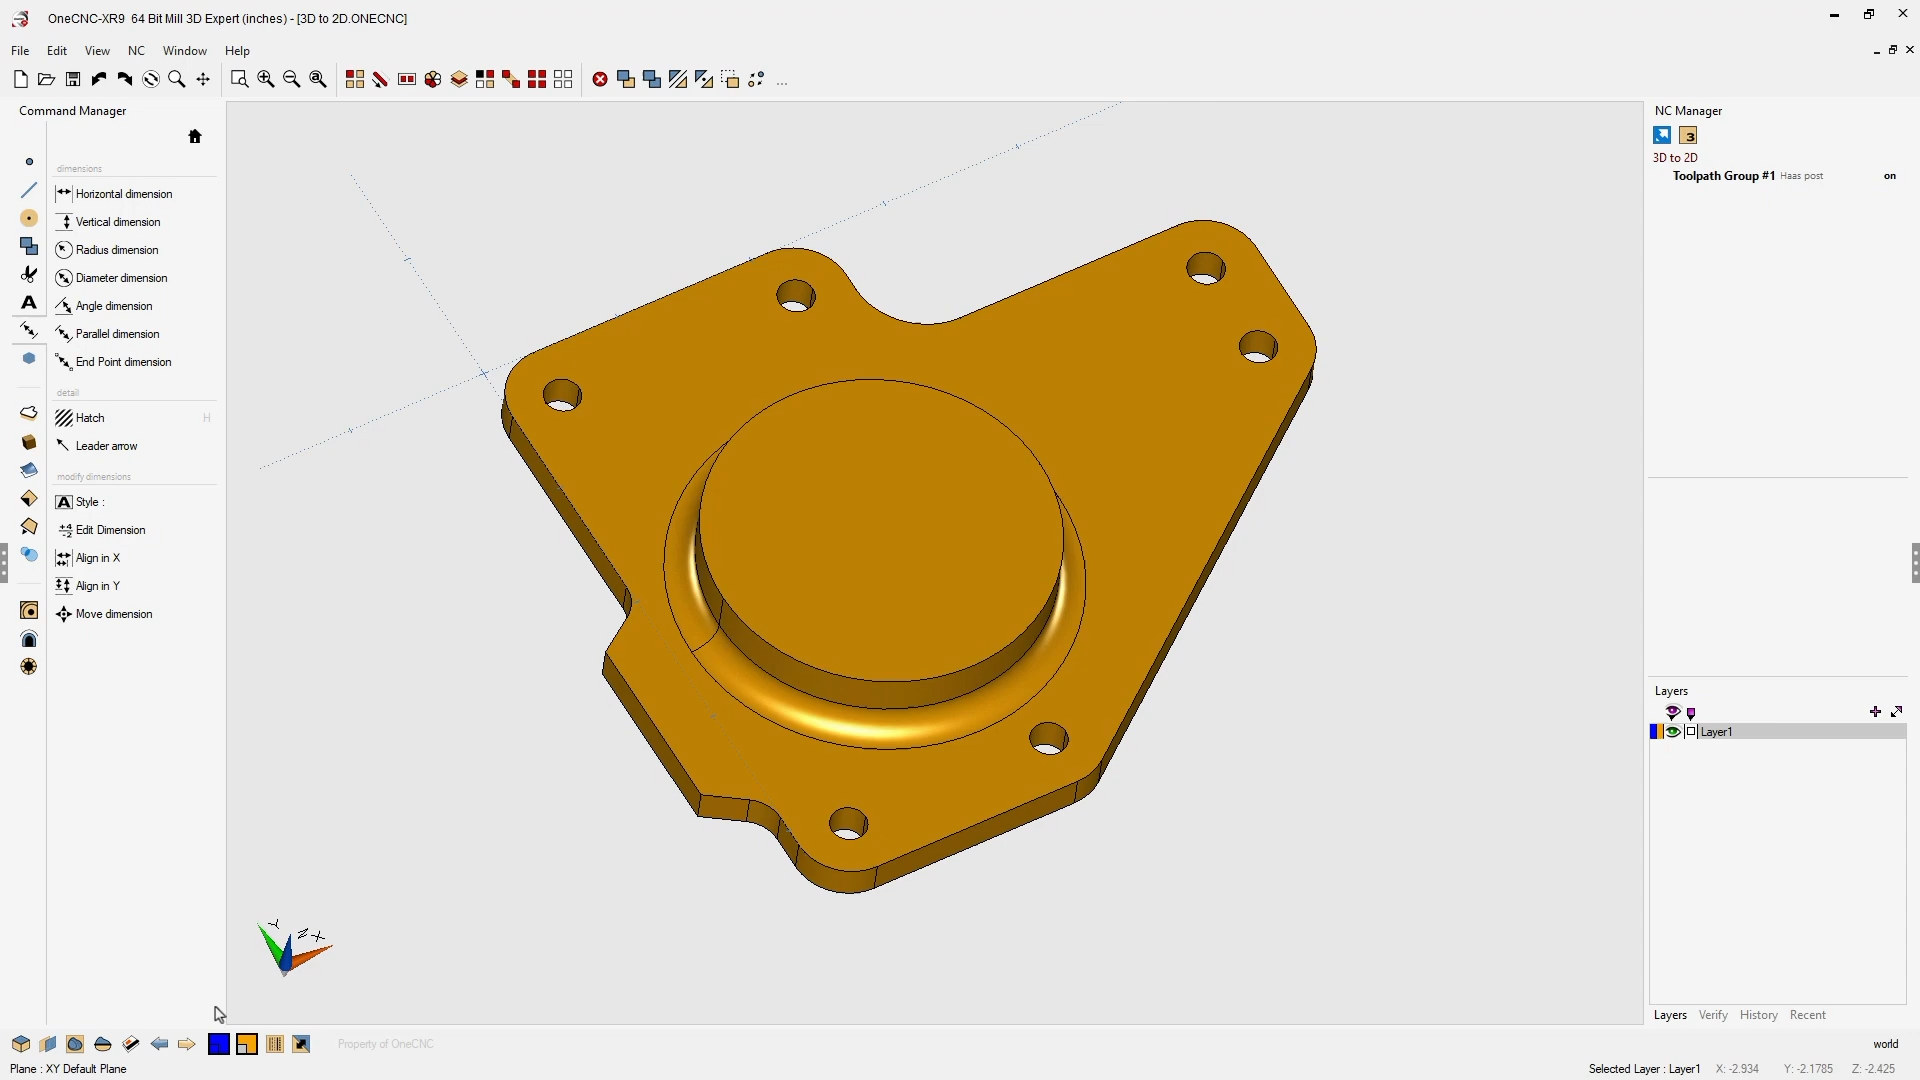 OneCNC-XR9 64 Bit Mill 3D Expert (inches) - [3D to 2D.ONECNC]
File Edit View NC Window Help
Command Manager
dimensions
Horizontal dimension
Vertical dimension
Radius dimension
Diameter dimension
Angle dimension
Parallel dimension
End Point dimension
detail
Hatch H
Leader arrow
modify dimensions
Style :
Edit Dimension
Align in X
Align in Y
Move dimension
Y Z X
NC Manager
3
3D to 2D
Toolpath Group #1 Haas post on
Layers
Layer1
Layers Verify History Recent
Property of OneCNC
world
Plane : XY Default Plane
Selected Layer : Layer1 X: -2.934 Y: -2.1785 Z: -2.425